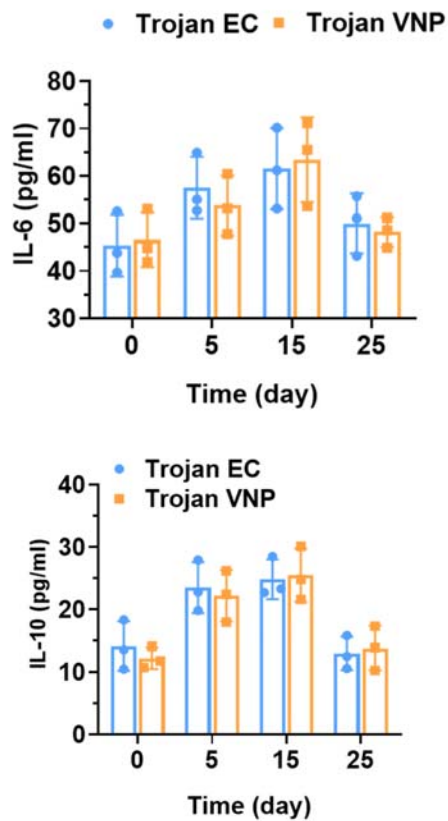 Trojan EC Trojan VNP
80
70
60
50
40
30
IL-6 (pg/ml)
0 5 15 25
Time (day)
Trojan EC
Trojan VNP
40
30
20
10
0
IL-10 (pg/ml)
0 5 15 25
Time (day)